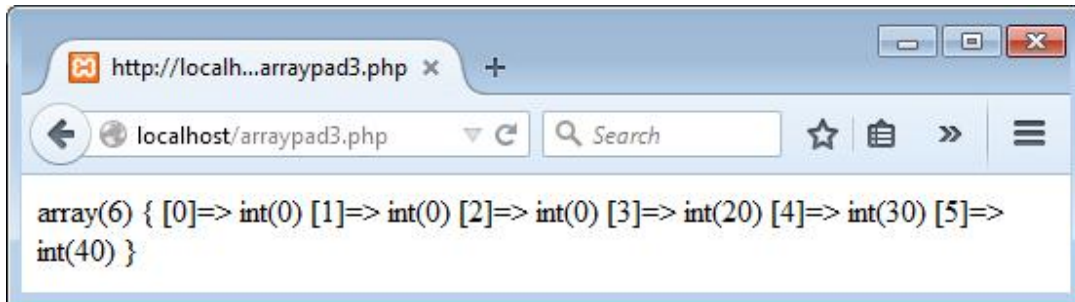 http://localh...arraypad3.php
localhost/arraypad3.php
Search
array(6) { [0]=> int(0) [1]=> int(0) [2]=> int(0) [3]=> int(20) [4]=> int(30) [5]=>
int(40) }